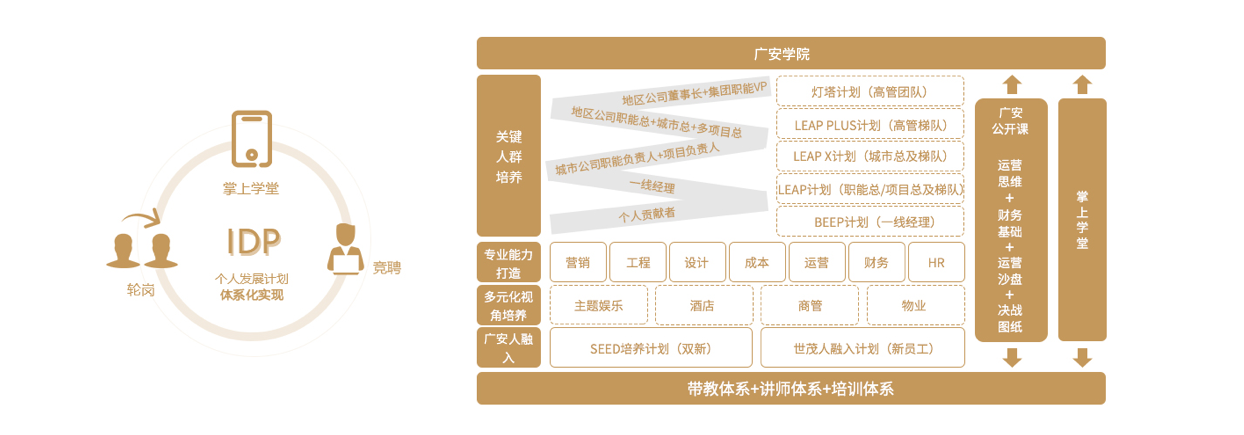 掌上学堂
IDP
个人发展计划
体系化实现
轮岗
竞聘
广安学院
关键
人群
培养
地区公司董事长+集团职能VP
地区公司职能总+城市总+多项目总
城市公司职能负责人+项目负责人
一线经理
个人贡献者
灯塔计划（高管团队）
LEAP PLUS计划（高管梯队）
LEAP X计划（城市总及梯队）
LEAP计划（职能总/项目总及梯队）
BEEP计划（一线经理）
专业能力
打造
营销
工程
设计
成本
运营
财务
HR
多元化视
角培养
主题娱乐
酒店
商管
物业
广安人融
入
SEED培养计划（双新）
世茂人融入计划（新员工）
广安
公开课
运营
思维
+
财务
基础
+
运营
沙盘
+
决战
图纸
掌
上
学
堂
带教体系+讲师体系+培训体系